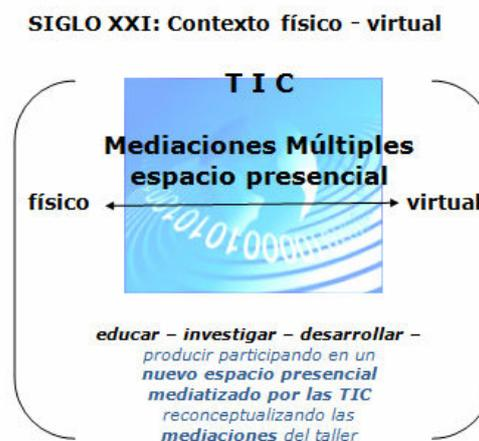 SIGLO XXI: Contexto físico - virtual
T I C
Mediaciones Múltiples
espacio presencial
físico
virtual
educar – investigar – desarrollar –
producir participando en un
nuevo espacio presencial
mediatizado por las TIC
reconceptualizando las
mediaciones del taller